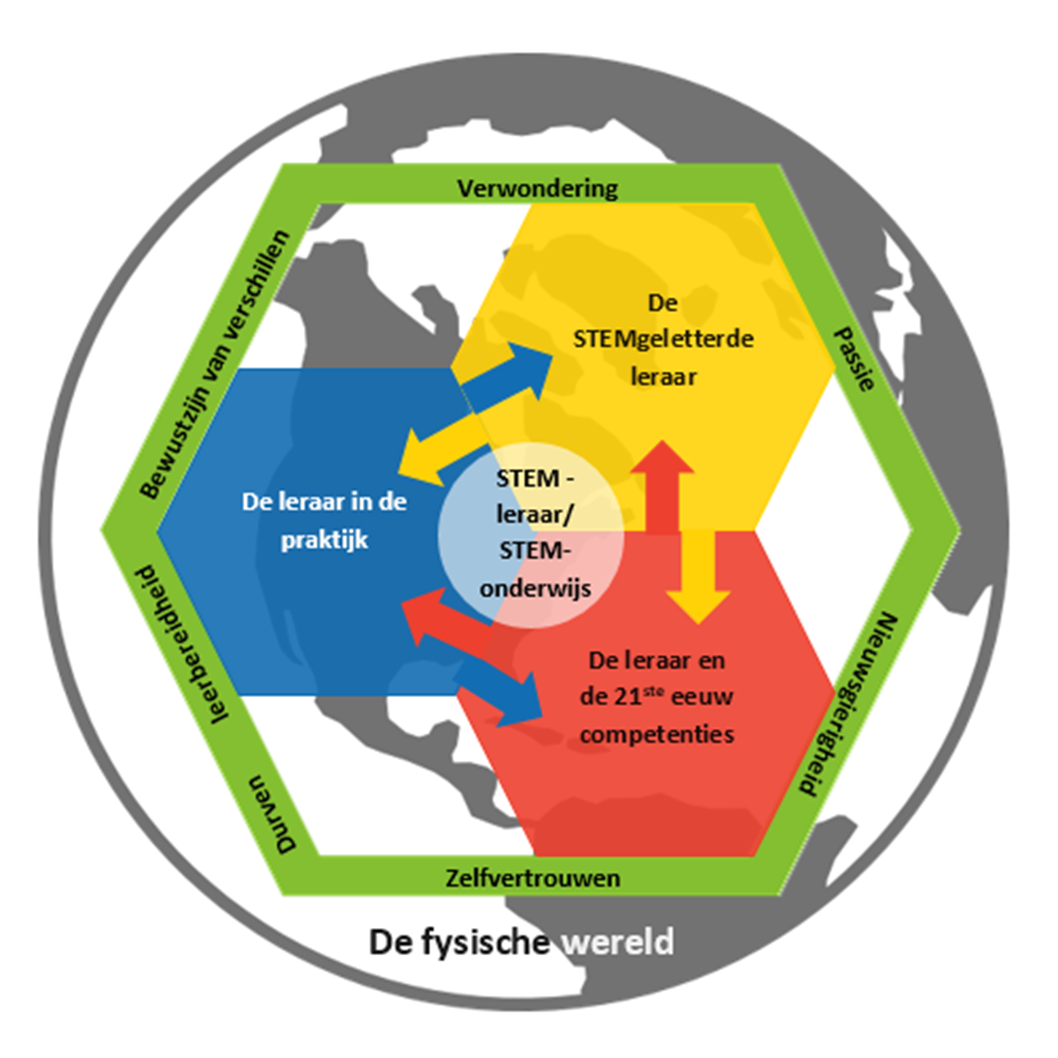 Verwondering
Bewustzijn van verschillen
Passie
De
STEMgeletterde
leraar
De leraar in de
praktijk
STEM -
leraar/
STEM-
onderwijs
leerbereidheid
Durven
De leraar en
de 21ste eeuw
competenties
Nieuwsgierigheid
Zelfvertrouwen
De fysische wereld